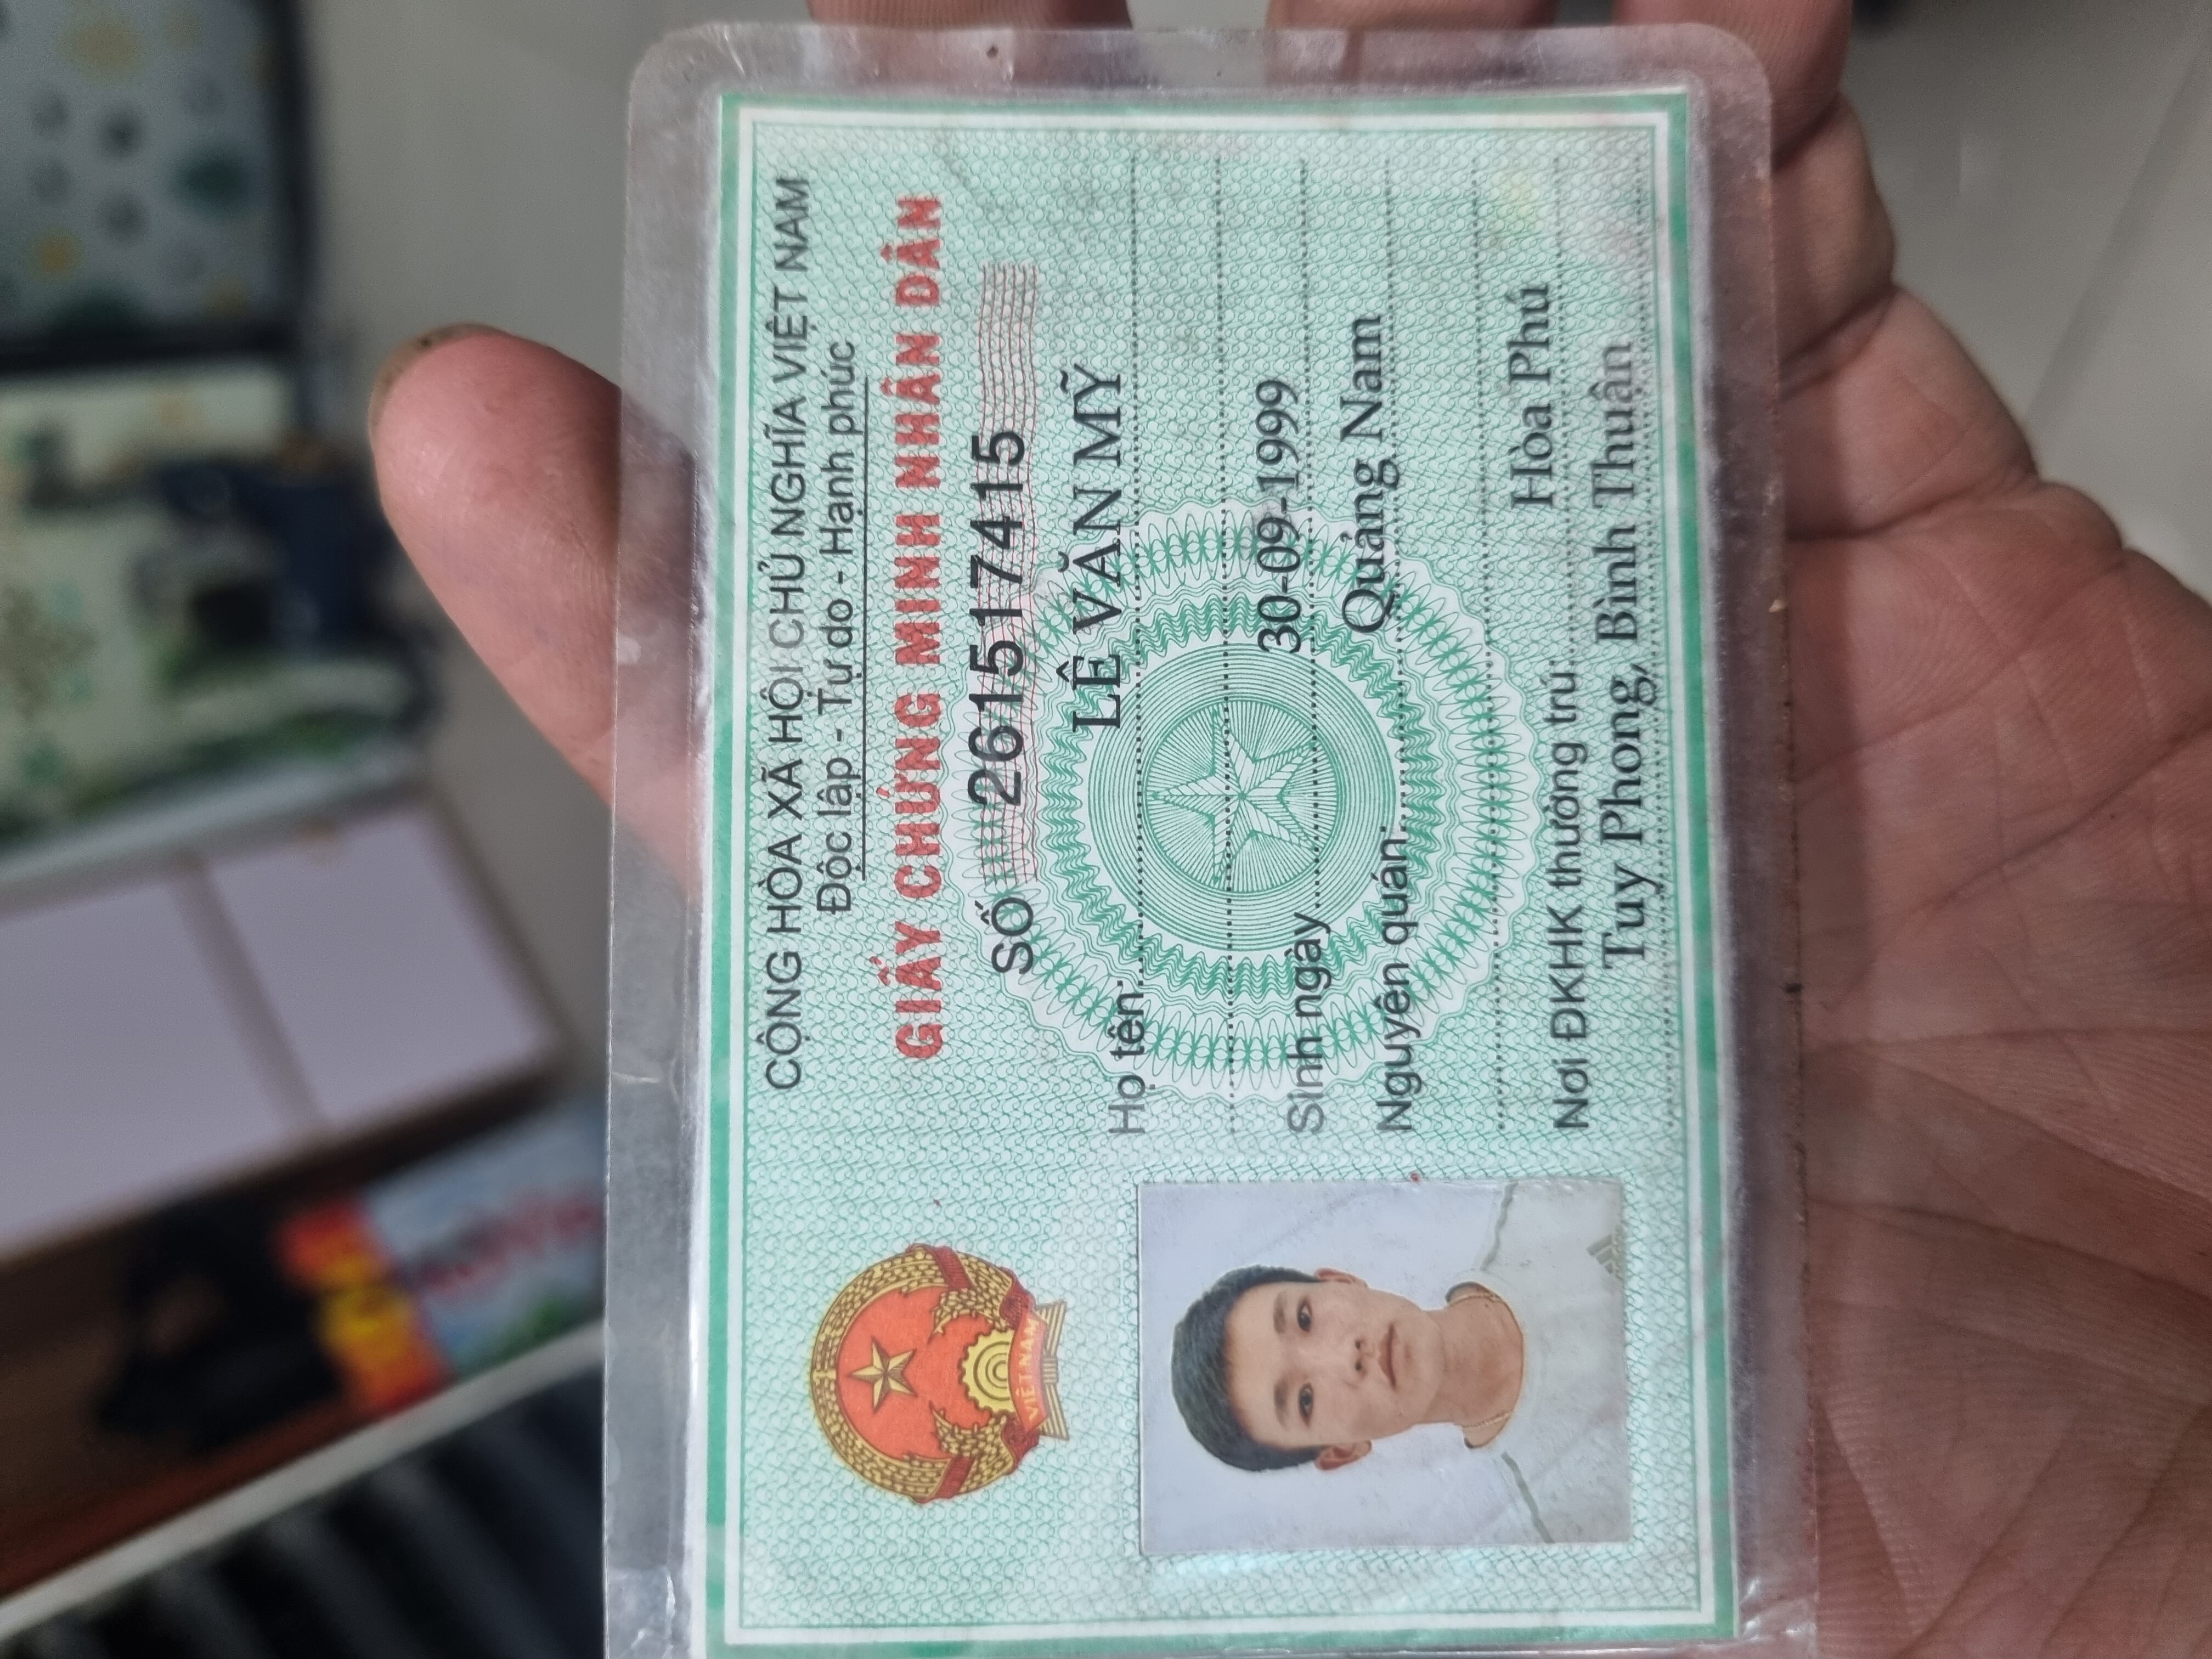 CỘNG HÒA XÃ HỘI CHỦ NGHĨA VIỆT NAM
Độc lập - Tự do - Hạnh phúc
GIẤY CHỨNG MINH NHÂN DÂN
SỐ 261517415
Họ tên: LÊ VĂN MỸ
Sinh ngày 30-09-1999
Nguyên quán Quảng Nam
Nơi ĐKHK thường trú Hòa Phú
Tuy Phong, Bình Thuận
VIỆT NAM